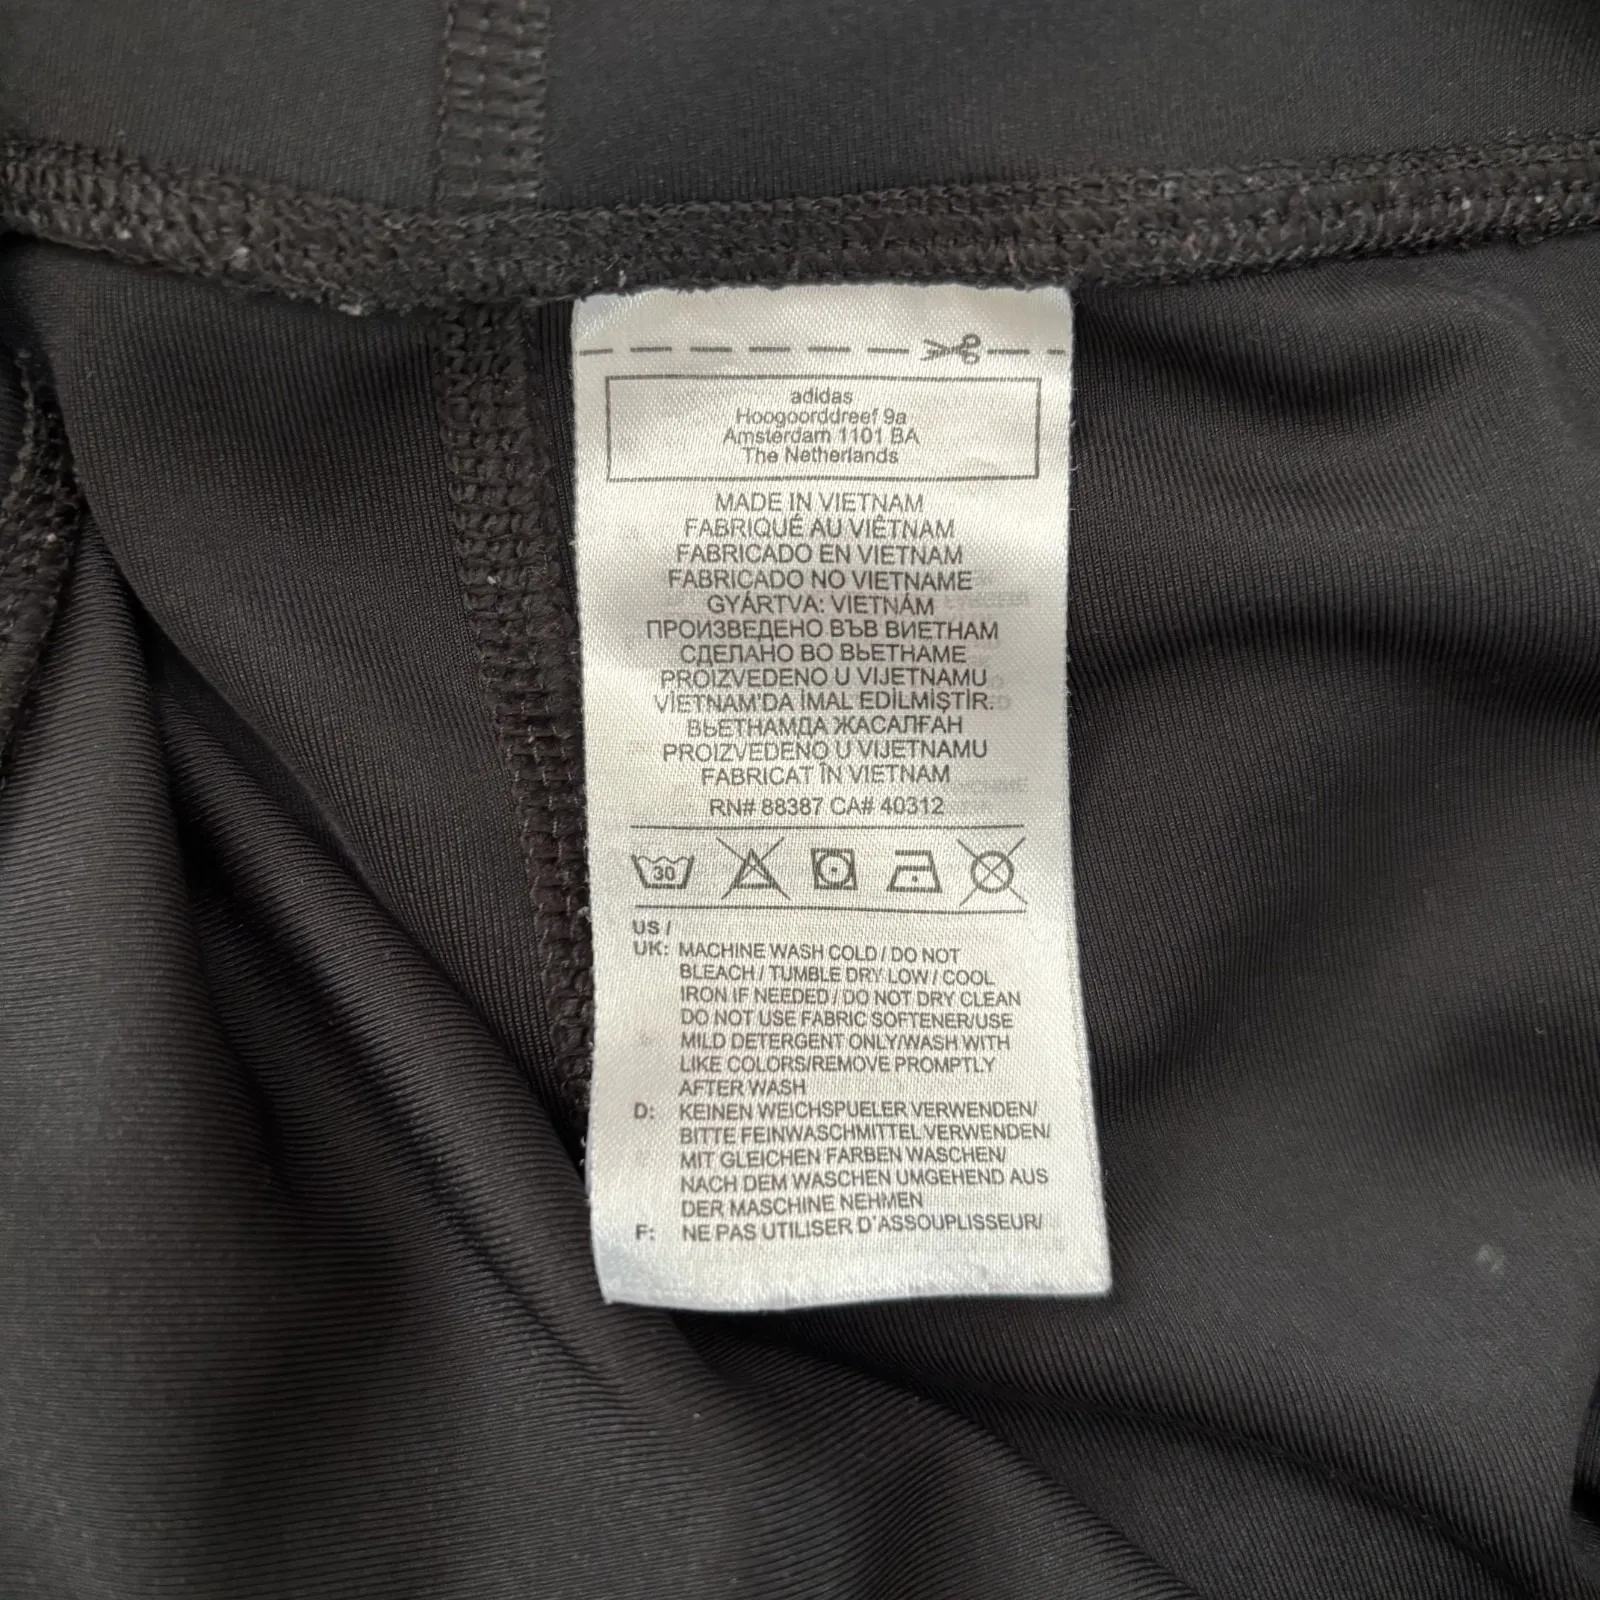 adidas
Hoogoorddreef 9a
Amsterdam 1101 BA
The Netherlands
MADE IN VIETNAM
FABRIQUÉ AU VIÊTNAM
FABRICADO EN VIETNAM
FABRICADO NO VIETNAME
GYÁRTVA: VIETNÁM
ПРОИЗВЕДЕНО ВЪВ ВИЕТНАМ
СДЕЛАНО ВО ВЬЕТНАМЕ
PROIZVEDENO U VIJETNAMU
VİETNAM'DA İMAL EDİLMİŞTİR.
ВЬЕТНАМДА ЖАСАЛҒАН
PROIZVEDENO U VIJETNAMU
FABRICAT ÎN VIETNAM
RN# 88387 CA# 40312
30
US /
UK: MACHINE WASH COLD / DO NOT
BLEACH / TUMBLE DRY LOW / COOL
IRON IF NEEDED / DO NOT DRY CLEAN
DO NOT USE FABRIC SOFTENER/USE
MILD DETERGENT ONLY/WASH WITH
LIKE COLORS/REMOVE PROMPTLY
AFTER WASH
D: KEINEN WEICHSPUELER VERWENDEN/
BITTE FEINWASCHMITTEL VERWENDEN/
MIT GLEICHEN FARBEN WASCHEN/
NACH DEM WASCHEN UMGEHEND AUS
DER MASCHINE NEHMEN
F: NE PAS UTILISER D'ASSOUPLISSEUR/